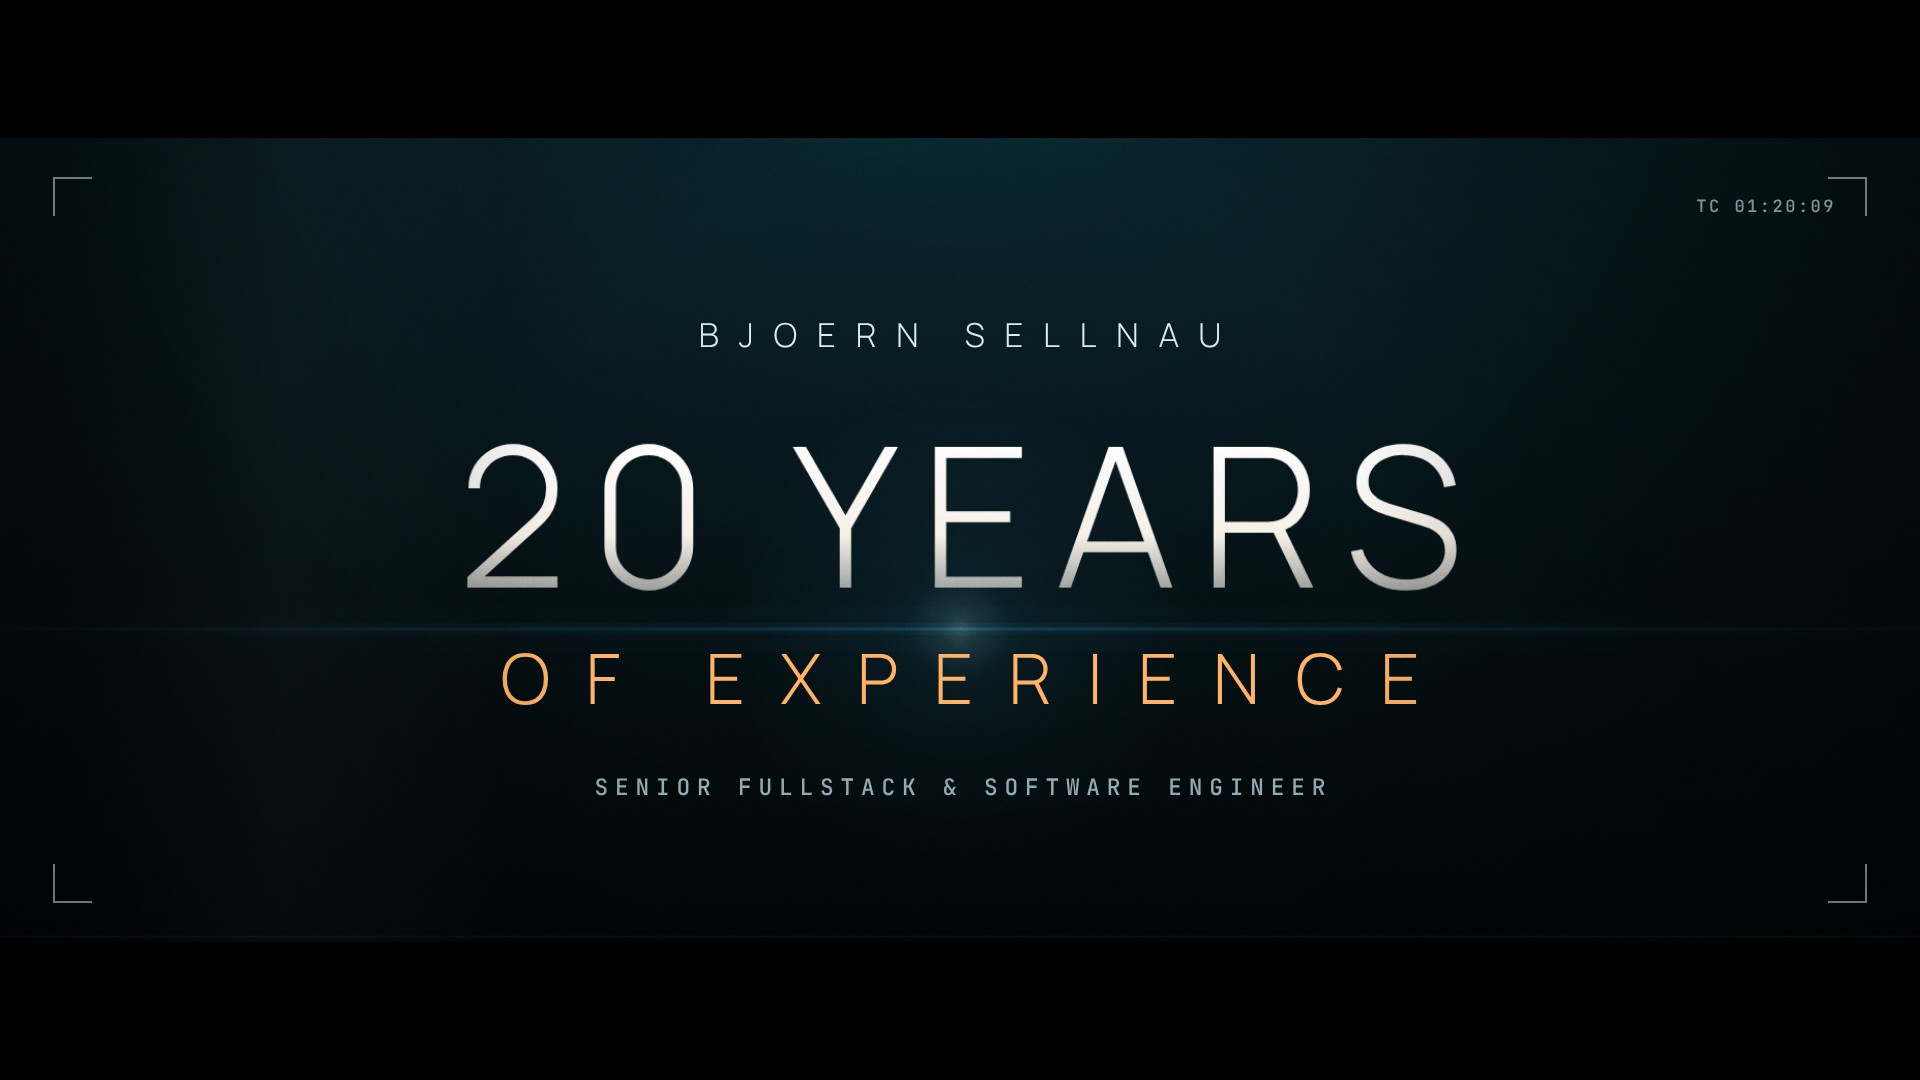 TC 01:20:09
BJOERN SELLNAU
20 YEARS
OF EXPERIENCE
SENIOR FULLSTACK & SOFTWARE ENGINEER